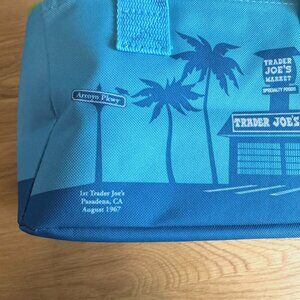 TRADER
JOE'S
MARKET
SPECIALTY FOODS
Arroyo Pkwy
TRADER JOE'S
1st Trader Joe's
Pasadena, CA
August 1967